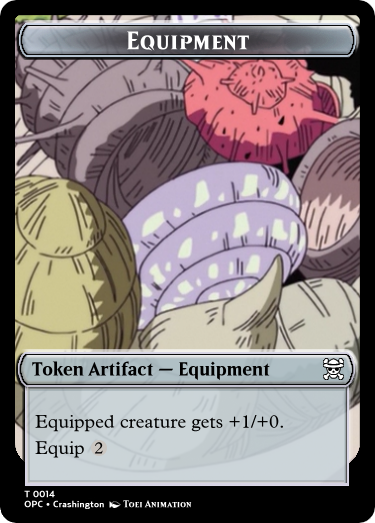 EQUIPMENT
Token Artifact — Equipment
Equipped creature gets +1/+0.
Equip 2
T 0014
OPC • Crashington TOEI ANIMATION